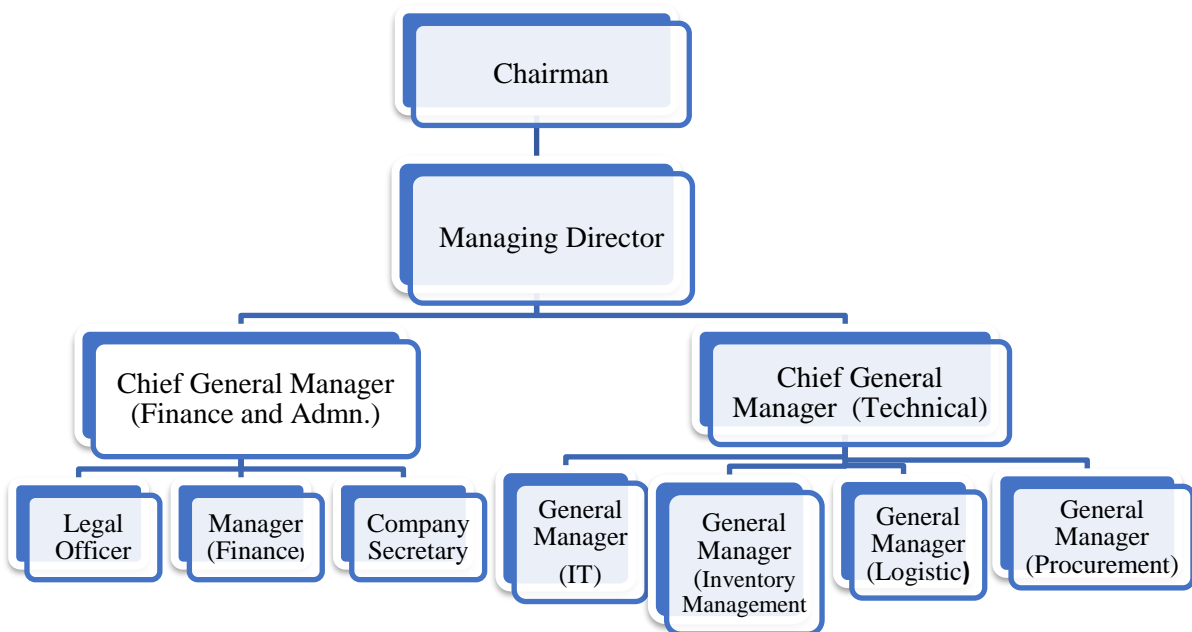 Chairman
Managing Director
Chief General Manager
(Finance and Admn.)
Chief General
Manager (Technical)
Legal
Officer
Manager
(Finance)
Company
Secretary
General
Manager
(IT)
General
Manager
(Inventory
Management
General
Manager
(Logistic)
General
Manager
(Procurement)